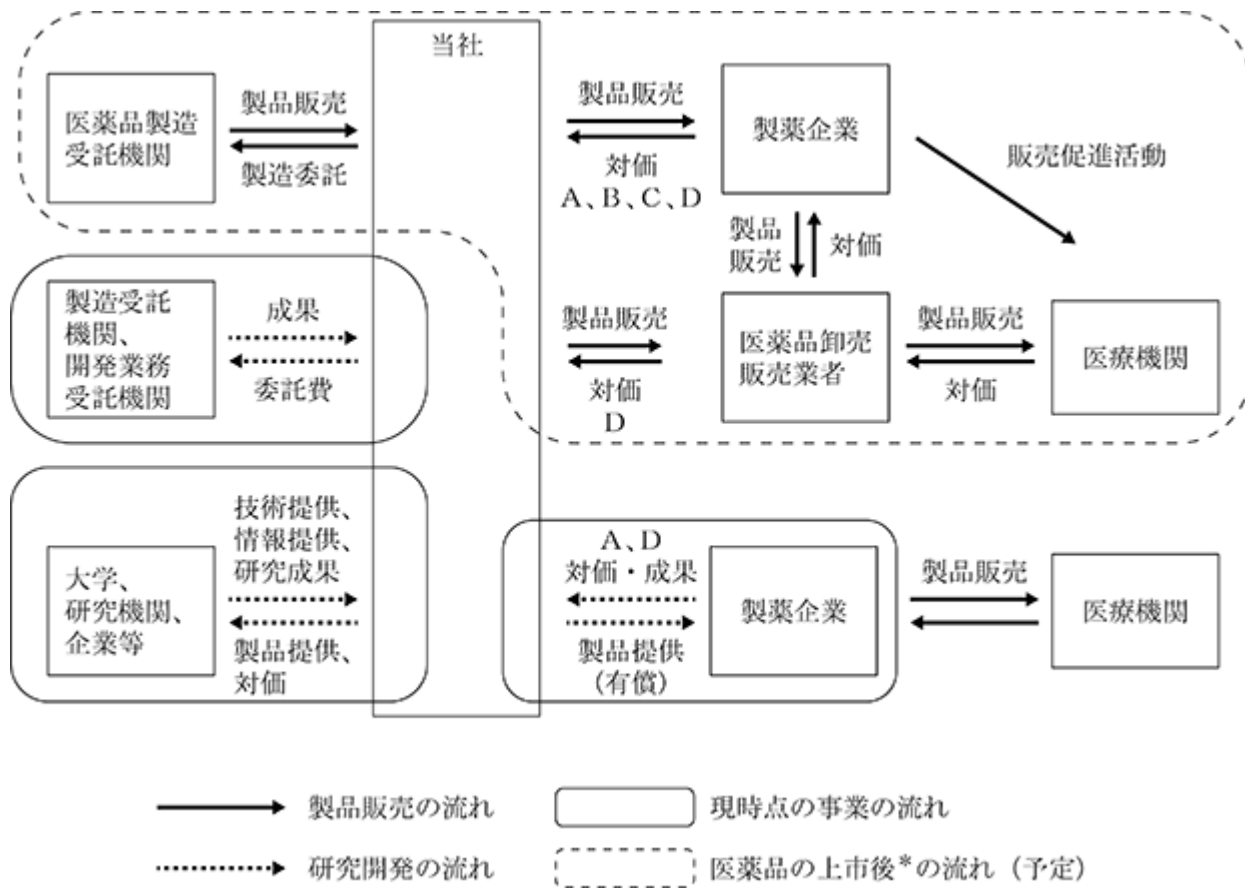 当社
医薬品製造
受託機関
製品販売
製造委託
製品販売
対価
A、B、C、D
製薬企業
販売促進活動
製品
販売
対価
製造受託
機関、
開発業務
受託機関
成果
委託費
製品販売
対価
D
医薬品卸売
販売業者
製品販売
対価
医療機関
大学、
研究機関、
企業等
技術提供、
情報提供、
研究成果
製品提供、
対価
A、D
対価・成果
製品提供
(有償)
製薬企業
製品販売
医療機関
製品販売の流れ
現時点の事業の流れ
研究開発の流れ
医薬品の上市後*の流れ（予定）